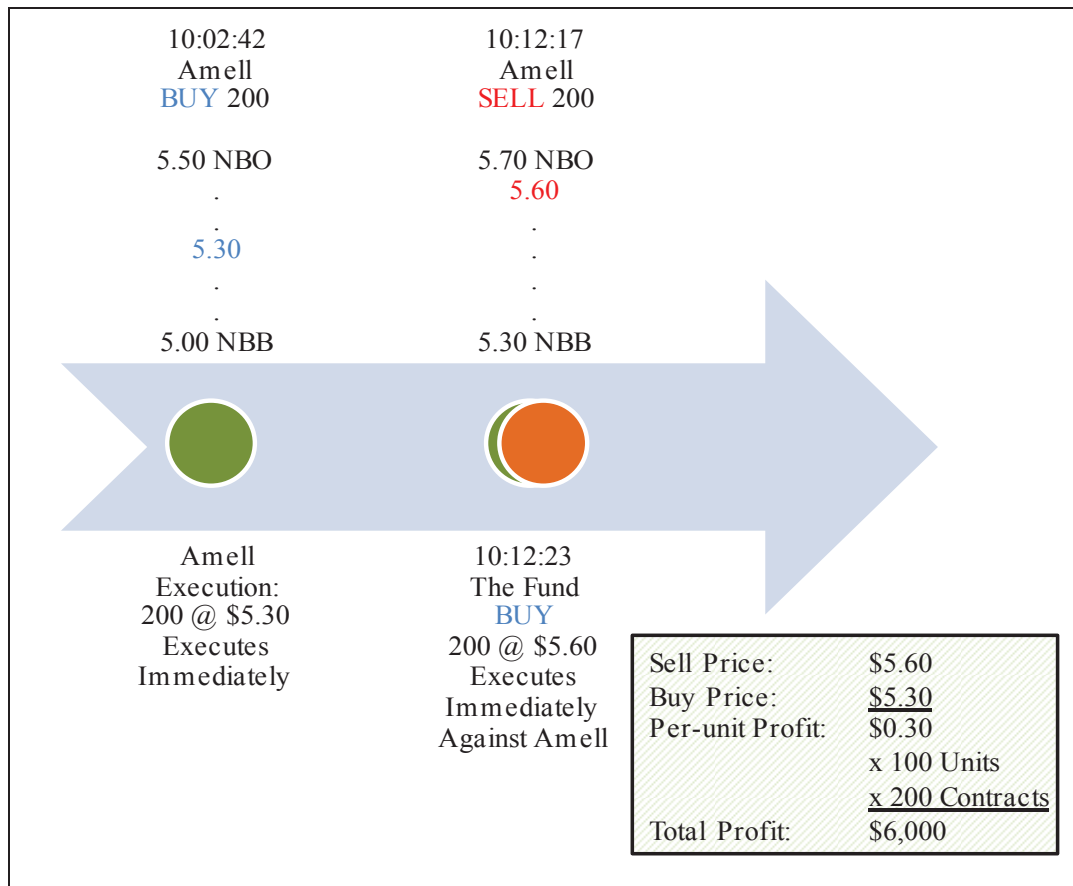 10:02:42
Amell
BUY 200
5.50 NBO
.
.
5.30
.
.
5.00 NBB
10:12:17
Amell
SELL 200
5.70 NBO
5.60
.
.
.
.
5.30 NBB
Amell
Execution:
200 @ $5.30
Executes
Immediately
10:12:23
The Fund
BUY
200 @ $5.60
Executes
Immediately
Against Amell
Sell Price: $5.60
Buy Price: $5.30
Per-unit Profit: $0.30
x 100 Units
x 200 Contracts
Total Profit: $6,000